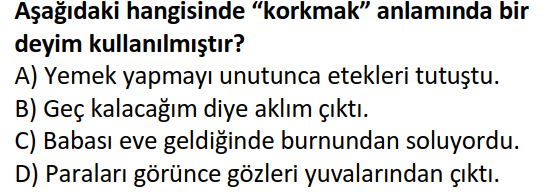 Aşağıdaki hangisinde “korkmak” anlamında bir
deyim kullanılmıştır?
A) Yemek yapmayı unutunca etekleri tutuştu.
B) Geç kalacağım diye aklım çıktı.
C) Babası eve geldiğinde burnundan soluyordu.
D) Paraları görünce gözleri yuvalarından çıktı.